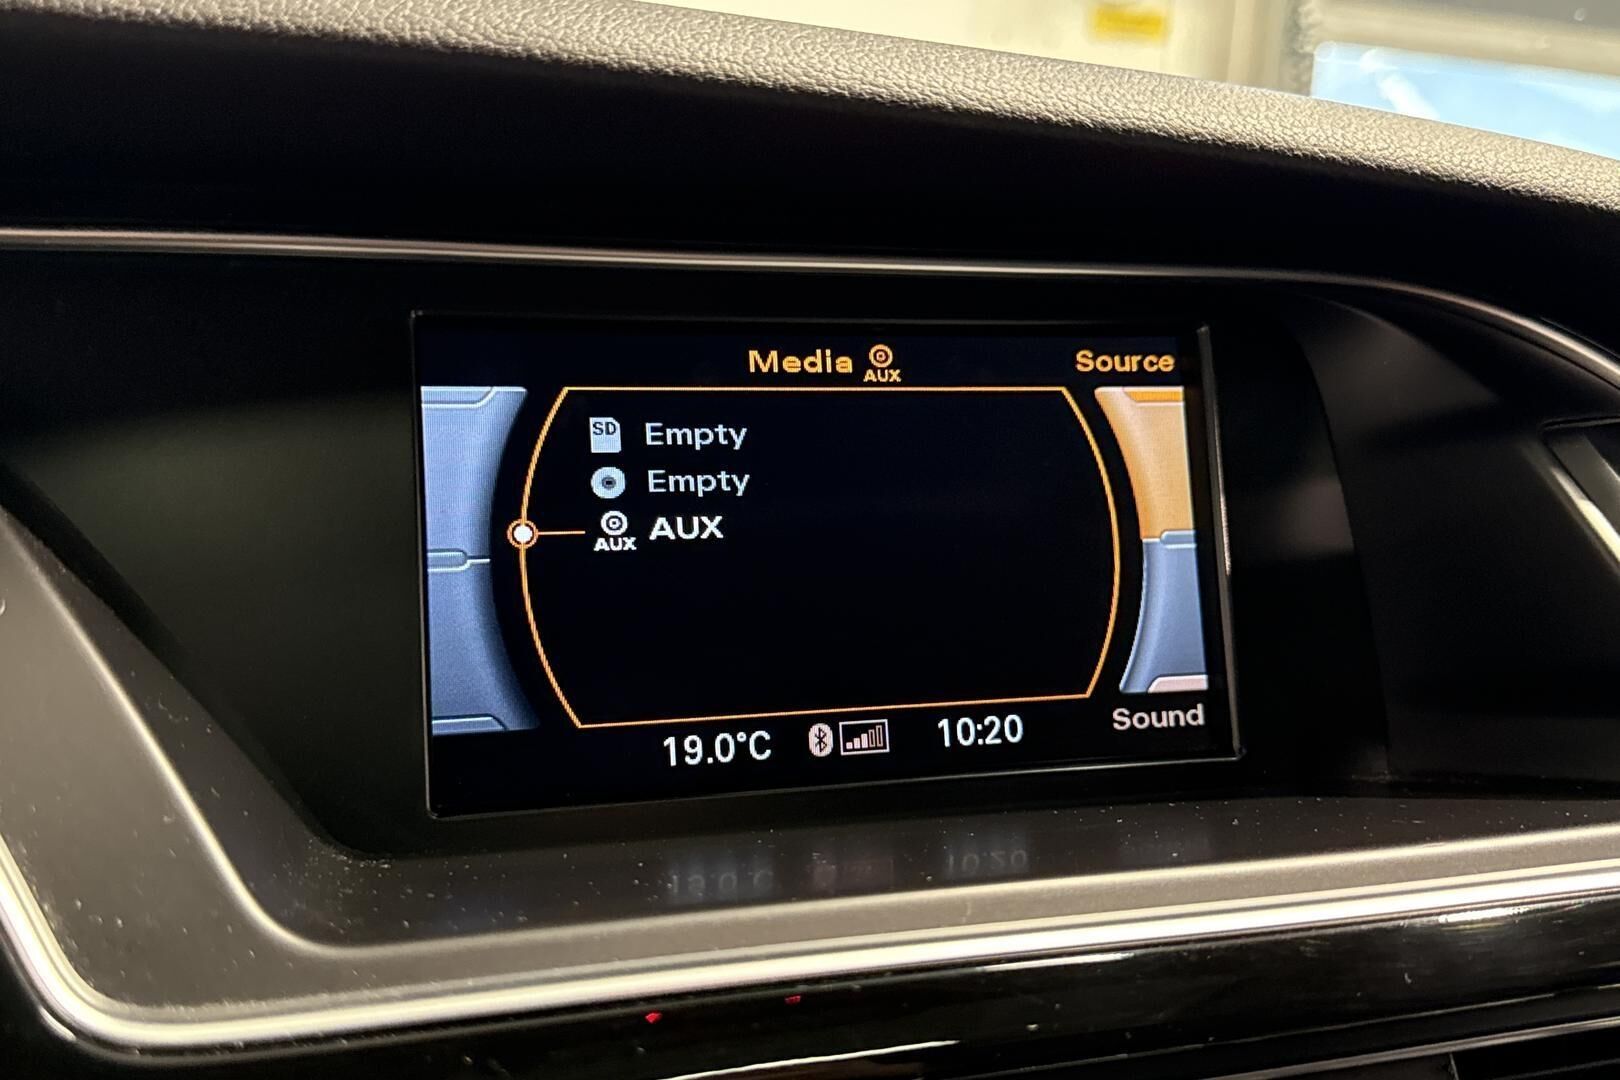 Media AUX Source
SD Empty
Empty
AUX AUX
19.0°C 10:20 Sound